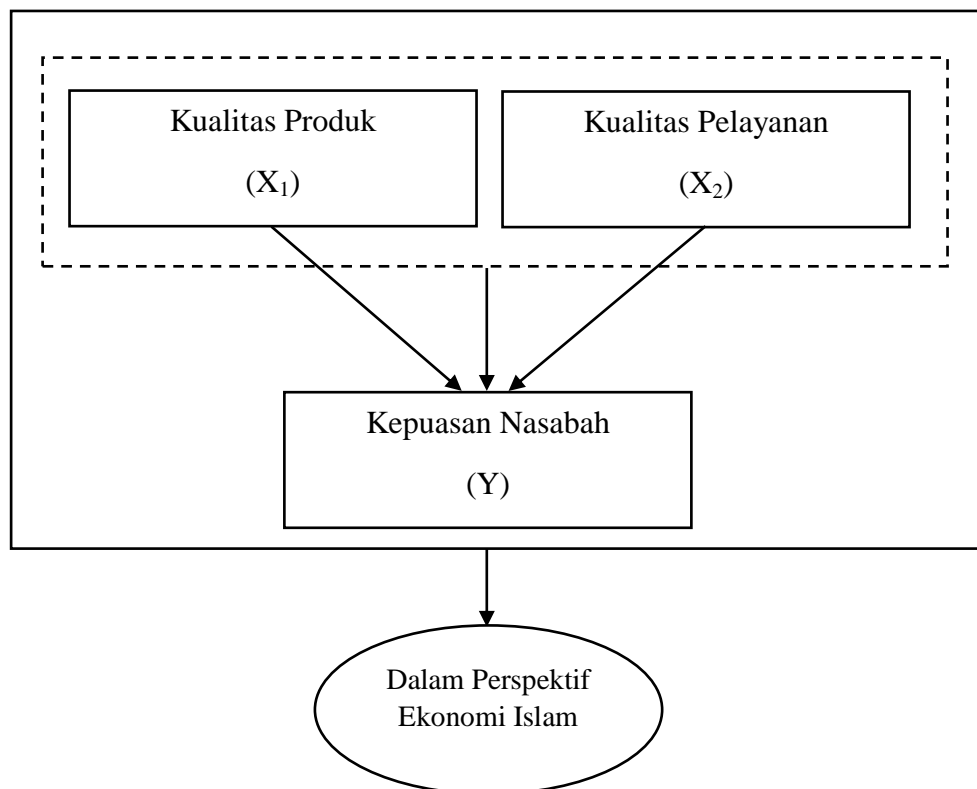 Kualitas Produk
(X₁)
Kualitas Pelayanan
(X₂)
Kepuasan Nasabah
(Y)
Dalam Perspektif
Ekonomi Islam